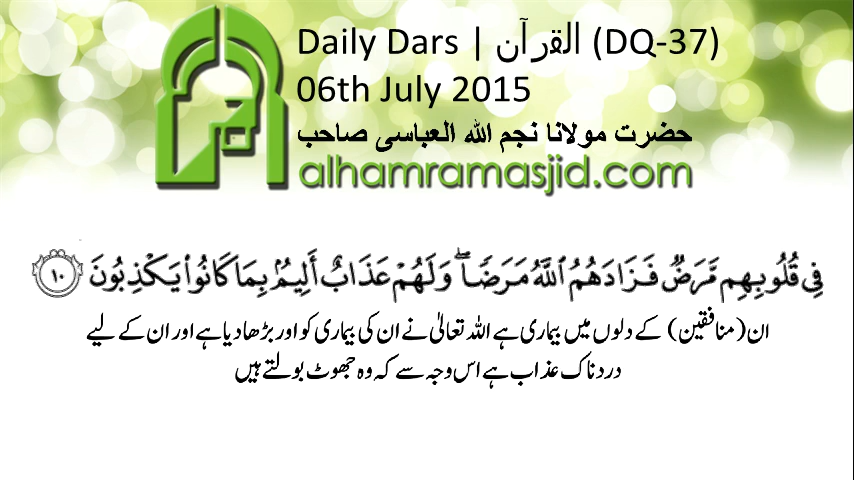 Daily Dars | القرآن (DQ-37)
06th July 2015
حضرت مولانا نجم الله العباسی صاحب
alhamramasjid.com
فِي قُلُوبِهِم مَّرَضٌ فَزَادَهُمُ ٱللَّهُ مَرَضًا ۖ وَلَهُمْ عَذَابٌ أَلِيمٌۢ بِمَا كَانُوا۟ يَكْذِبُونَ ١٠
ان (منافقین) کے دلوں میں بیماری ہے اللہ تعالیٰ نے ان کی بیماری کو اور بڑھا دیا ہے اور ان کے لیے
دردناک عذاب ہے اس وجہ سے کہ وہ جھوٹ بولتے ہیں